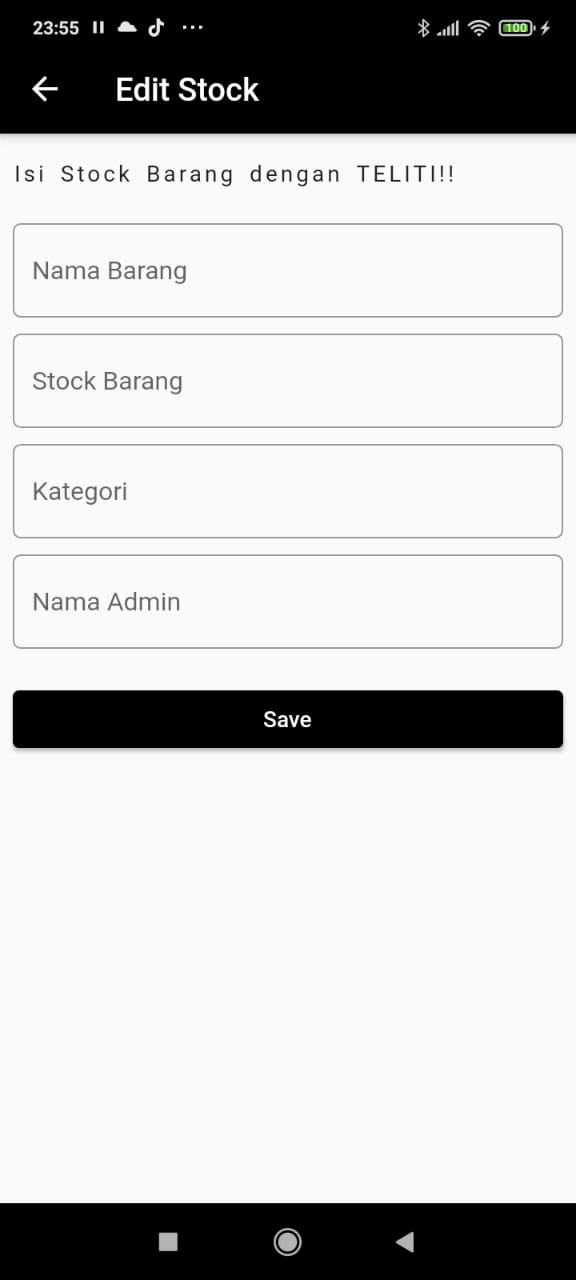 23:55
100
Edit Stock
Isi Stock Barang dengan TELITI!!
Nama Barang
Stock Barang
Kategori
Nama Admin
Save